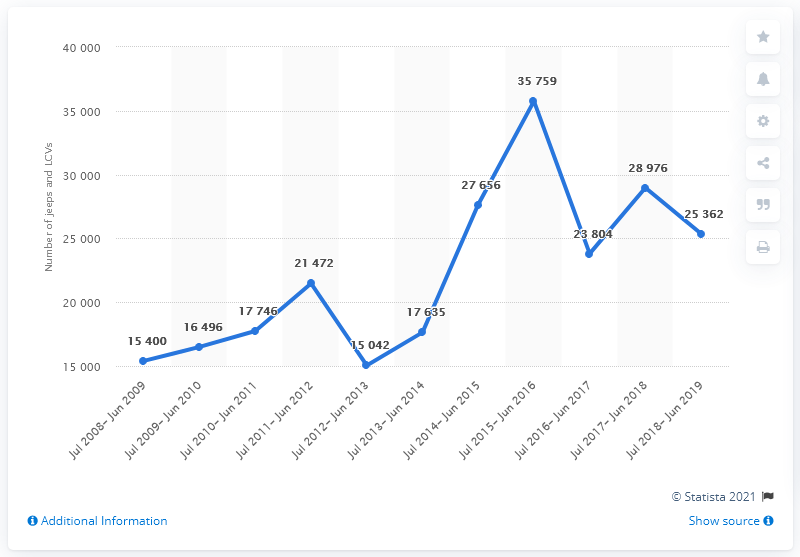 40 000
35 000
30 000
25 000
20 000
15 000
Number of jeeps and LCVs
15 400
16 496
17 746
21 472
15 042
17 635
27 656
35 759
23 804
28 976
25 362
Jul 2008– Jun 2009
Jul 2009– Jun 2010
Jul 2010– Jun 2011
Jul 2011– Jun 2012
Jul 2012– Jun 2013
Jul 2013– Jun 2014
Jul 2014– Jun 2015
Jul 2015– Jun 2016
Jul 2016– Jun 2017
Jul 2017– Jun 2018
Jul 2018– Jun 2019
© Statista 2021
Additional Information
Show source